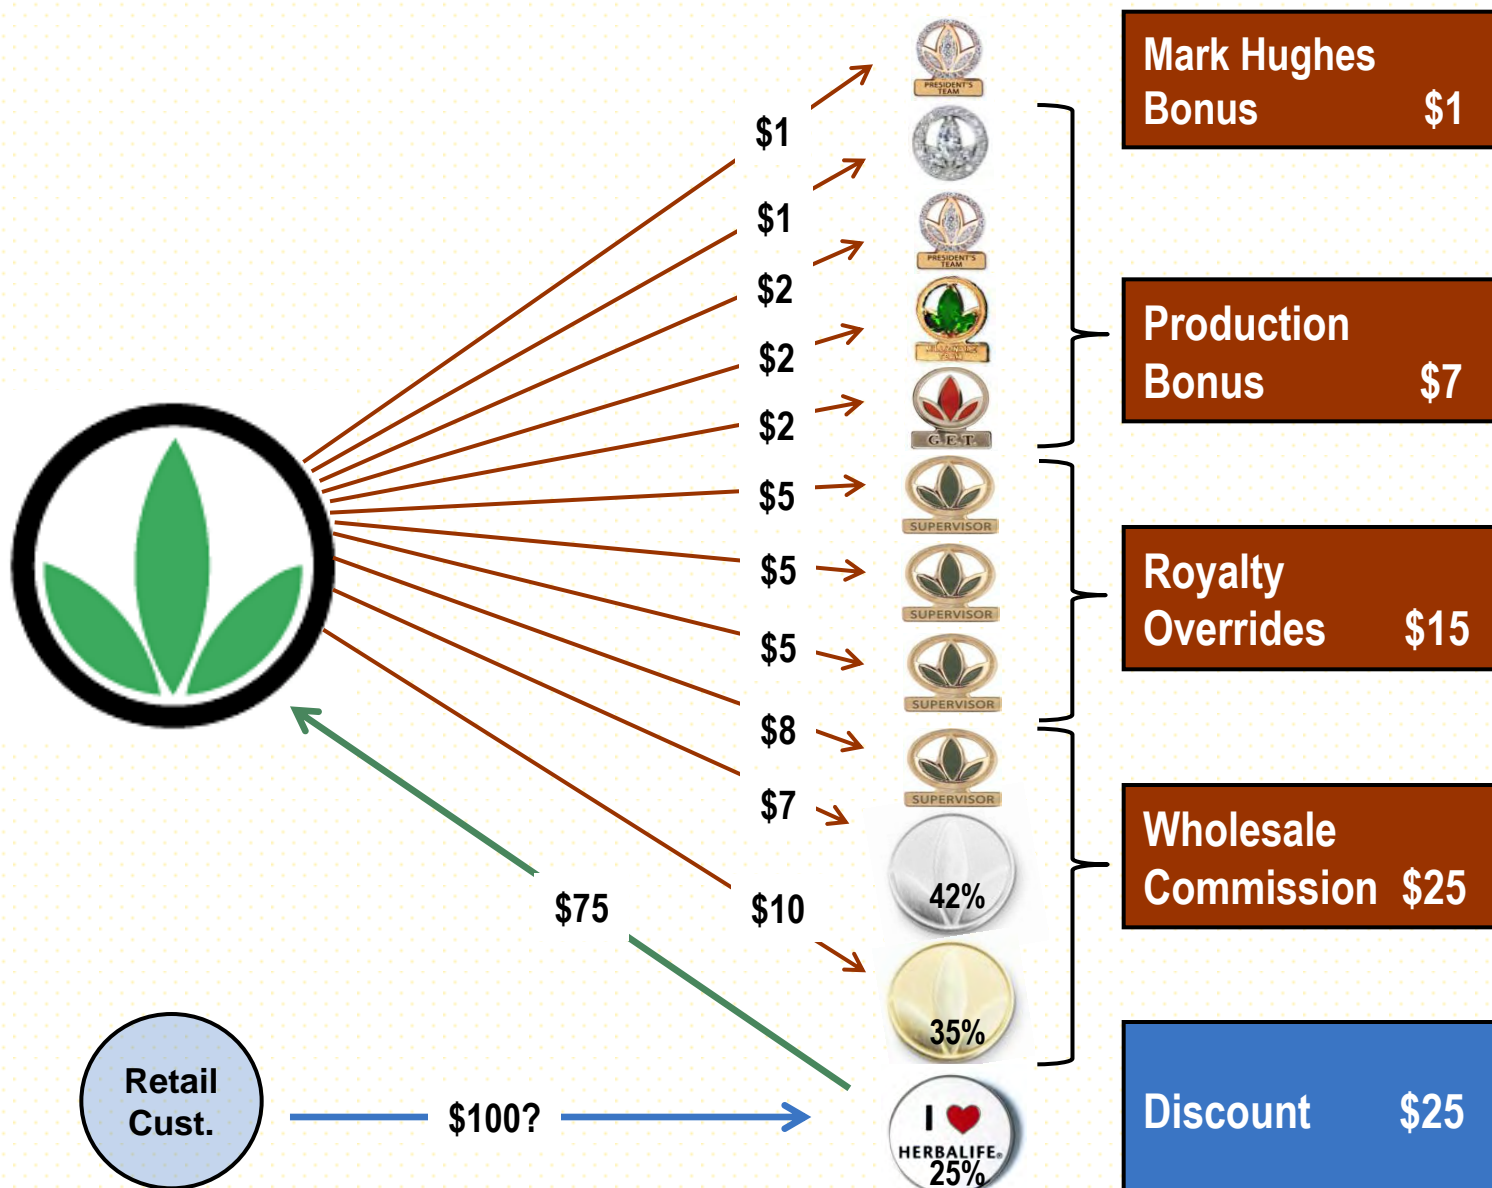 PRESIDENT'S
TEAM
Mark Hughes
Bonus $1
$1
$1
PRESIDENT'S
TEAM
$2
$2
TEAM
Production
Bonus $7
$2
G.E.T.
$5
SUPERVISOR
$5
SUPERVISOR
Royalty
Overrides $15
$5
SUPERVISOR
$8
SUPERVISOR
$7
42%
Wholesale
Commission $25
$75
$10
35%
Retail
Cust.
$100?
I ♥
HERBALIFE®
25%
Discount $25